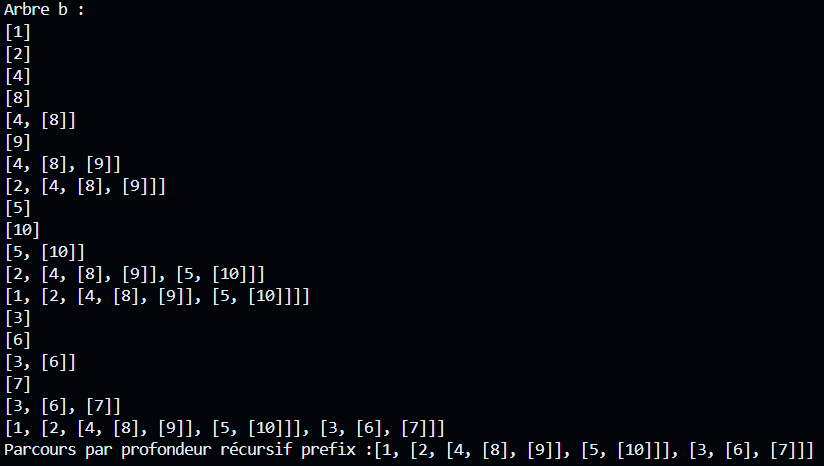 Arbre b :
[1]
[2]
[4]
[8]
[4, [8]]
[9]
[4, [8], [9]]
[2, [4, [8], [9]]]
[5]
[10]
[5, [10]]
[2, [4, [8], [9]], [5, [10]]]
[1, [2, [4, [8], [9]], [5, [10]]]]
[3]
[6]
[3, [6]]
[7]
[3, [6], [7]]
[1, [2, [4, [8], [9]], [5, [10]]], [3, [6], [7]]]
Parcours par profondeur récursif prefix :[1, [2, [4, [8], [9]], [5, [10]]], [3, [6], [7]]]